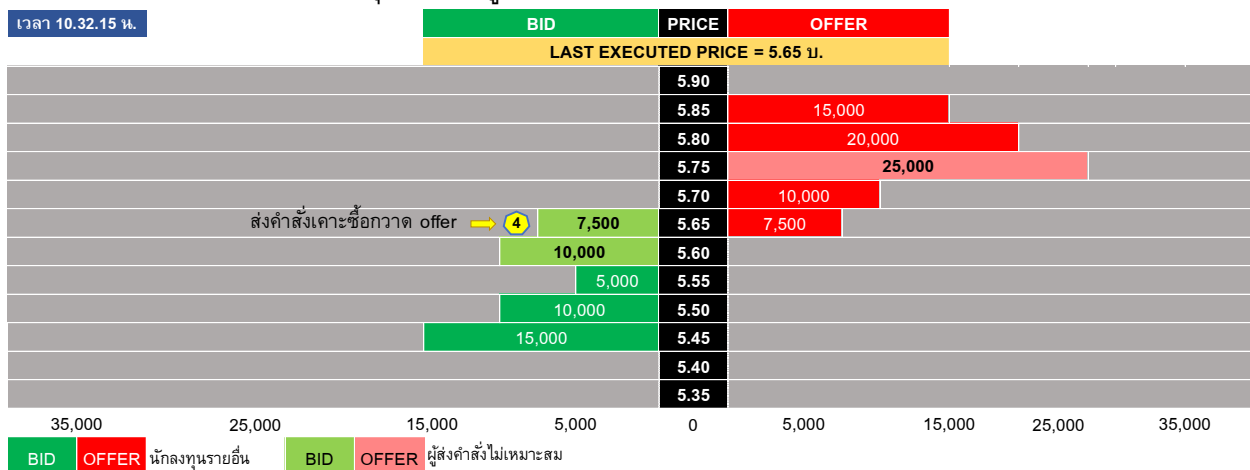 เวลา 10.32.15 น. BID PRICE OFFER
LAST EXECUTED PRICE = 5.65 บ.
5.90
5.85 15,000
5.80 20,000
5.75 25,000
5.70 10,000
ส่งคำสั่งเคาะซื้อกวาด offer 4 7,500 5.65 7,500
10,000 5.60
5,000 5.55
10,000 5.50
15,000 5.45
5.40
5.35
35,000 25,000 15,000 5,000 0 5,000 15,000 25,000 35,000
BID OFFER นักลงทุนรายอื่น BID OFFER ผู้ส่งคำสั่งไม่เหมาะสม